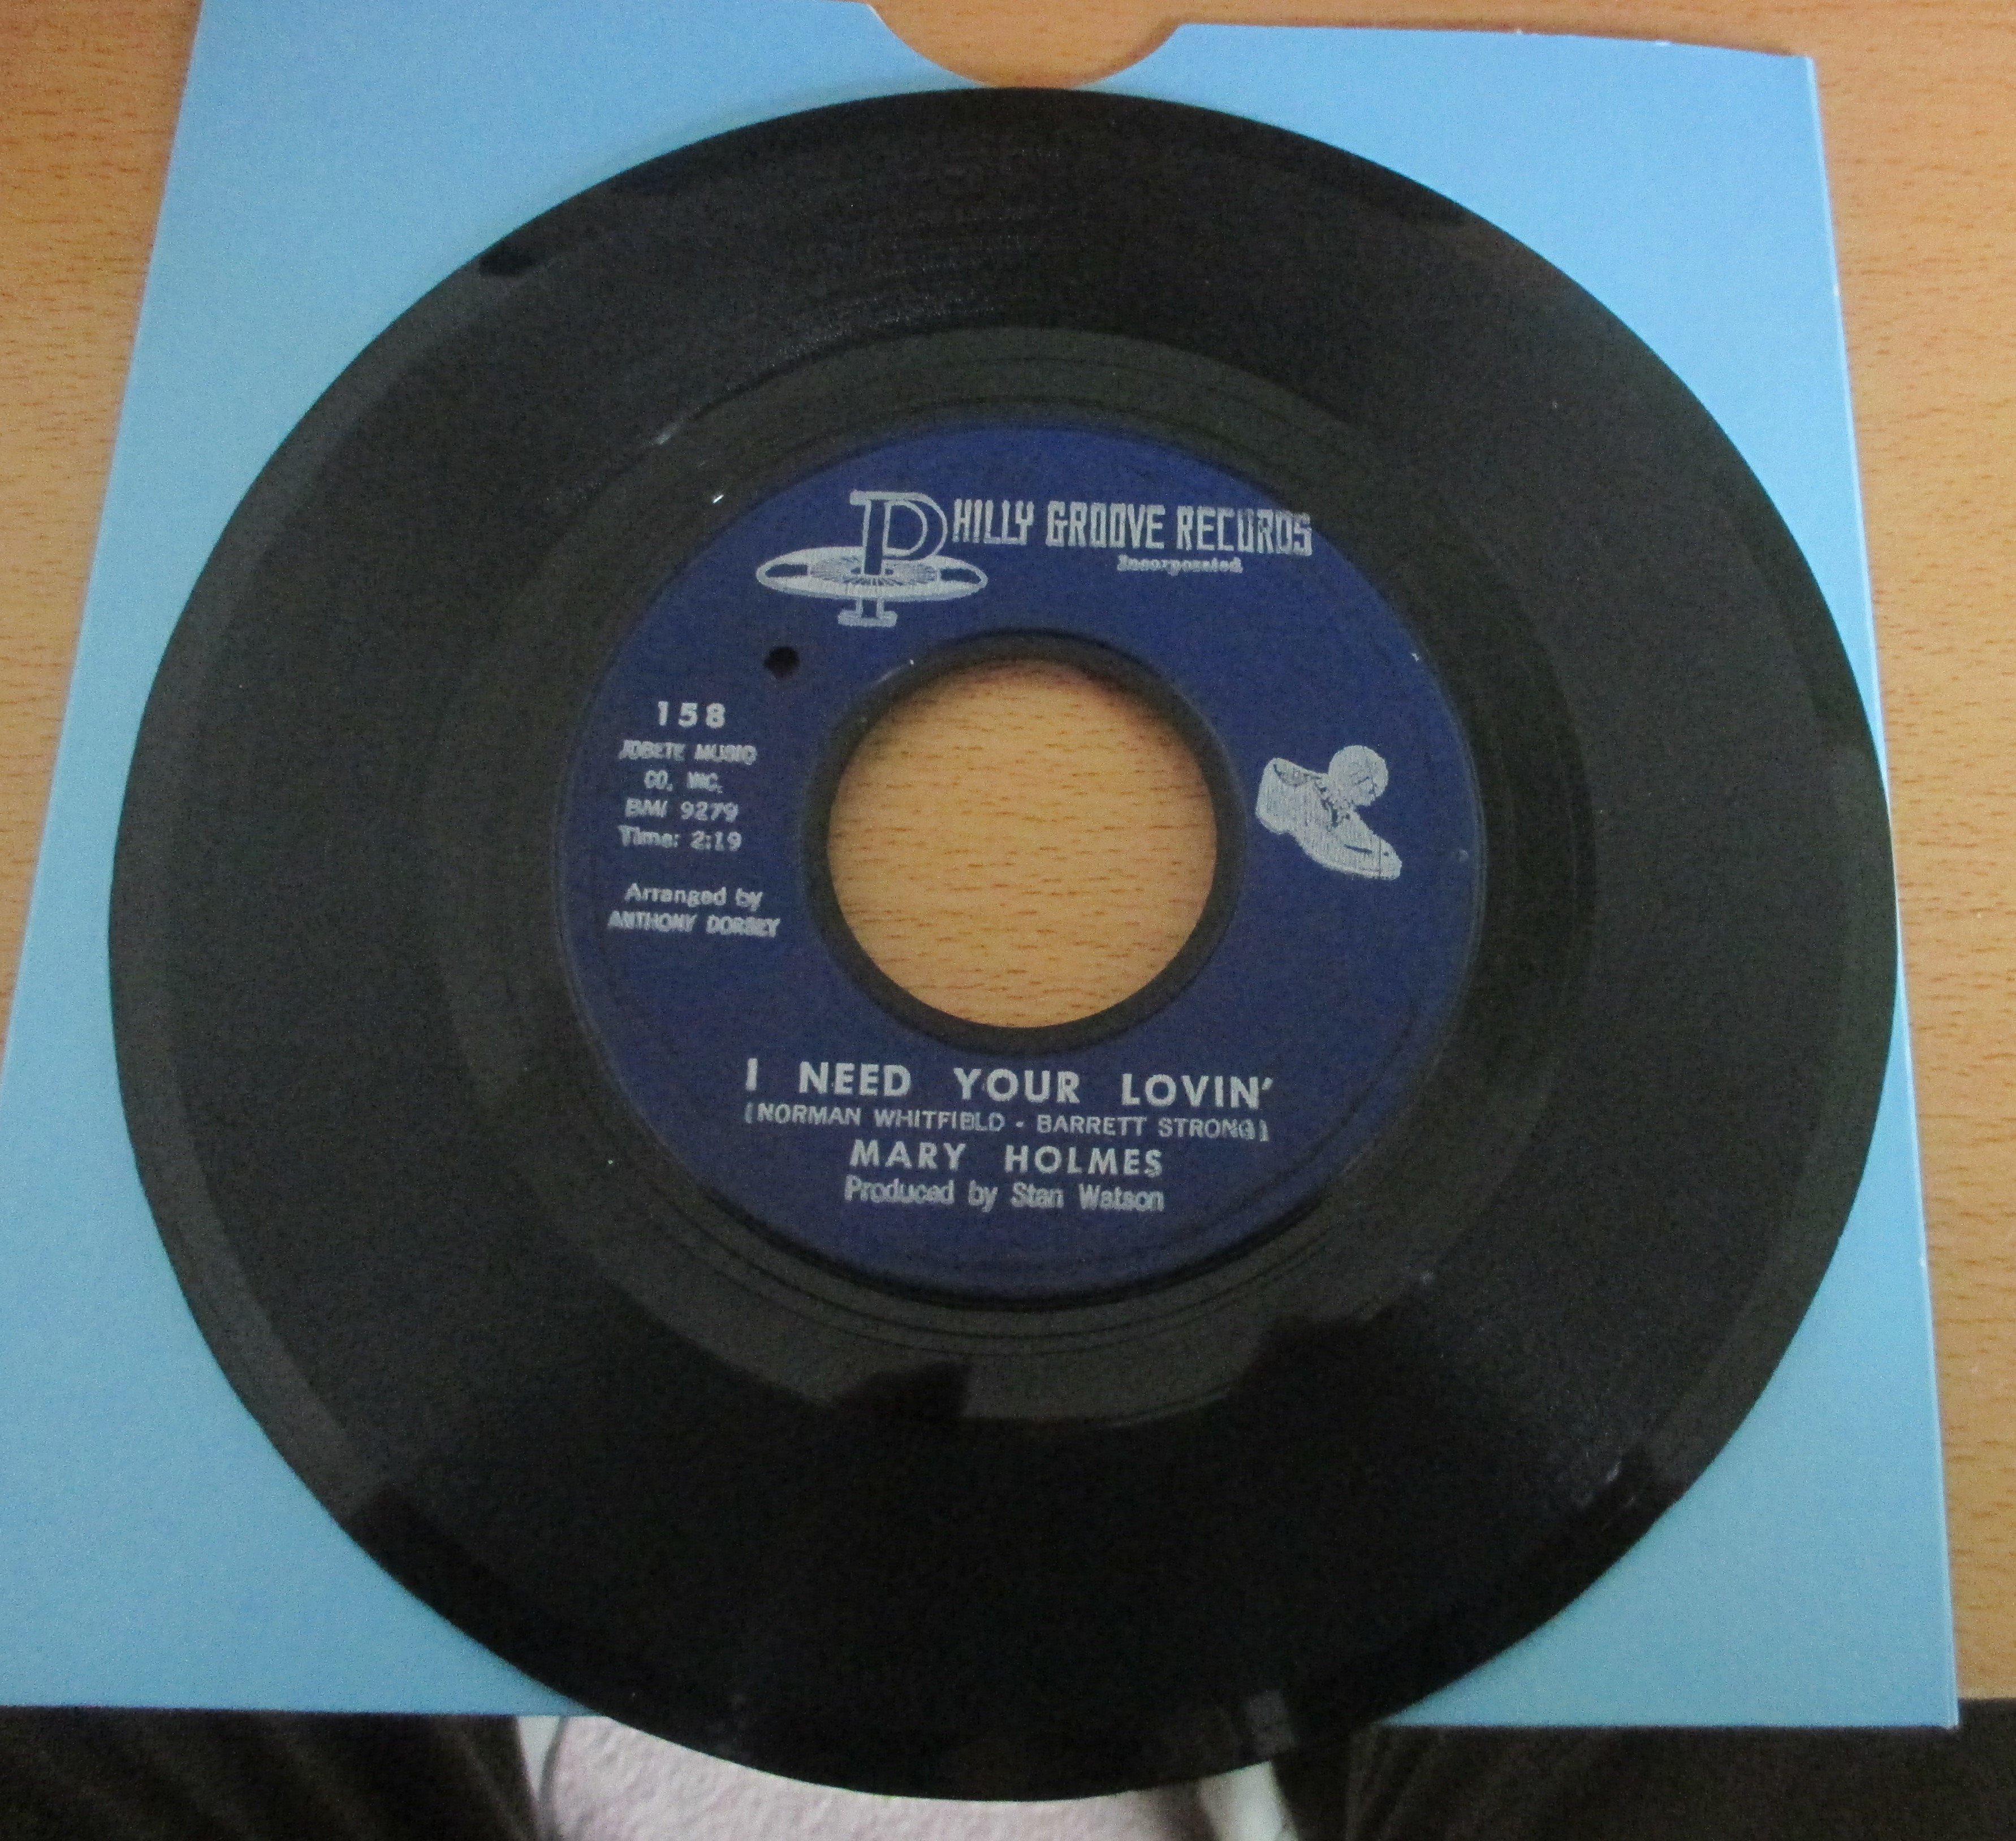 PHILLY GROOVE RECORDS
Incorporated
158
JOBETE MUSIC
CO. INC.
BMI 9279
Time: 2:19
Arranged by
ANTHONY DORSEY
I NEED YOUR LOVIN'
(NORMAN WHITFIELD - BARRETT STRONG)
MARY HOLMES
Produced by Stan Watson